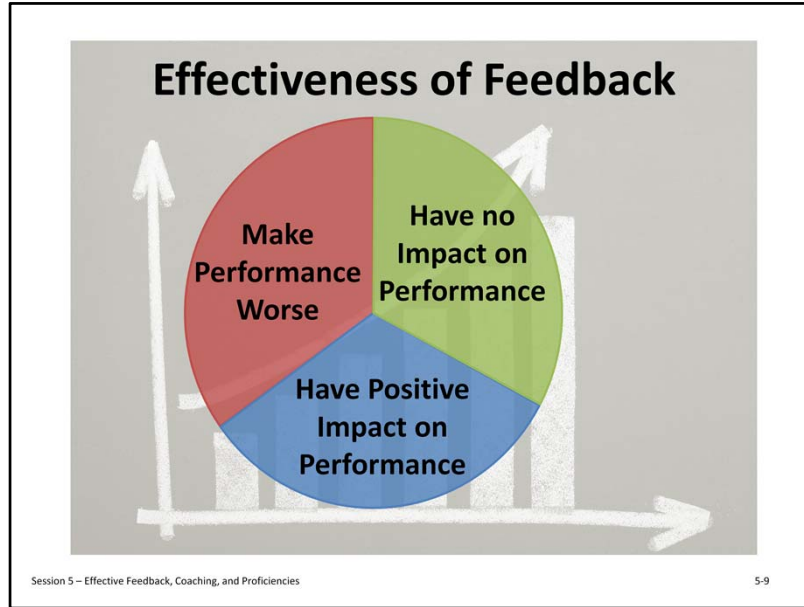 Effectiveness of Feedback
Make
Performance
Worse
Have no
Impact on
Performance
Have Positive
Impact on
Performance
Session 5 – Effective Feedback, Coaching, and Proficiencies
5-9